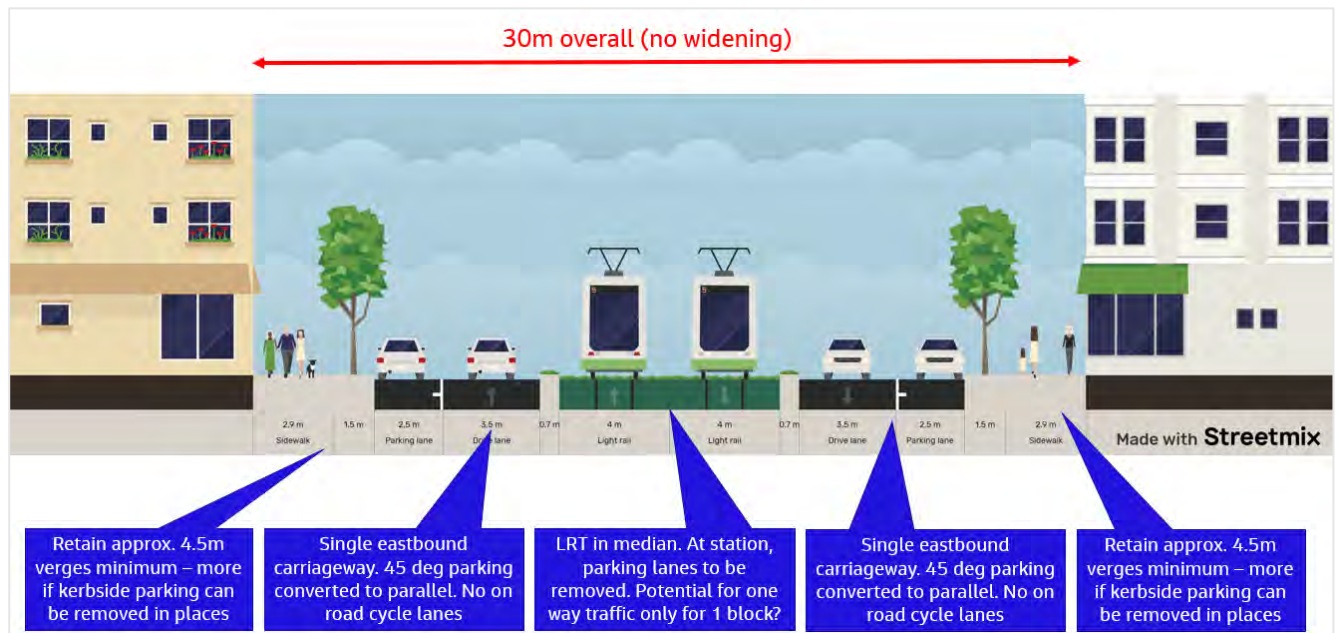 30m overall (no widening)
5
5
2.9 m
1.5 m
2.5 m
3.5 m
0.7 m
4 m
4 m
0.7 m
3.5 m
2.5 m
1.5 m
2.9 m
Sidewalk
Parking lane
Drive lane
Light rail
Light rail
Drive lane
Parking lane
Sidewalk
Made with Streetmix
Retain approx. 4.5m
verges minimum – more
if kerbside parking can
be removed in places
Single eastbound
carriageway. 45 deg parking
converted to parallel. No on
road cycle lanes
LRT in median. At station,
parking lanes to be
removed. Potential for one
way traffic only for 1 block?
Single eastbound
carriageway. 45 deg parking
converted to parallel. No on
road cycle lanes
Retain approx. 4.5m
verges minimum – more
if kerbside parking can
be removed in places